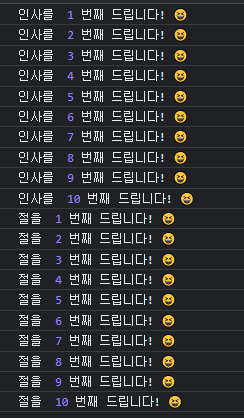 인사를 1 번째 드립니다! 😆
인사를 2 번째 드립니다! 😆
인사를 3 번째 드립니다! 😆
인사를 4 번째 드립니다! 😆
인사를 5 번째 드립니다! 😆
인사를 6 번째 드립니다! 😆
인사를 7 번째 드립니다! 😆
인사를 8 번째 드립니다! 😆
인사를 9 번째 드립니다! 😆
인사를 10 번째 드립니다! 😆
절을 1 번째 드립니다! 😆
절을 2 번째 드립니다! 😆
절을 3 번째 드립니다! 😆
절을 4 번째 드립니다! 😆
절을 5 번째 드립니다! 😆
절을 6 번째 드립니다! 😆
절을 7 번째 드립니다! 😆
절을 8 번째 드립니다! 😆
절을 9 번째 드립니다! 😆
절을 10 번째 드립니다! 😆